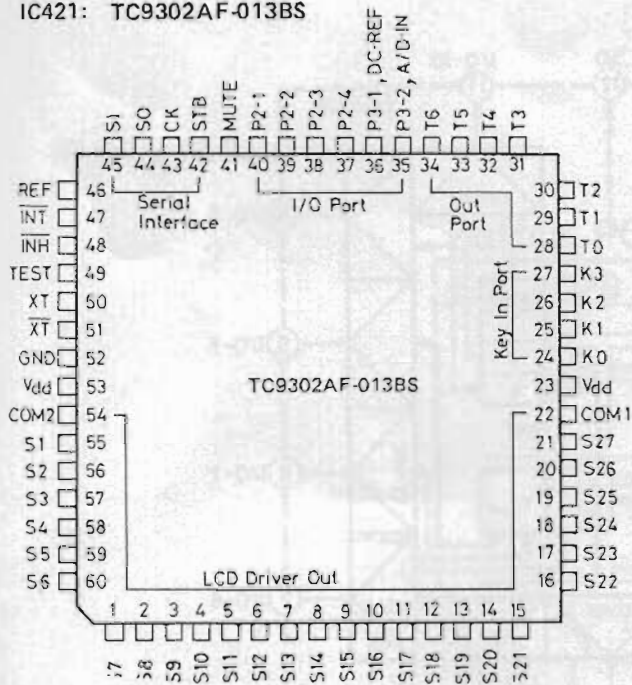 IC421: TC9302AF-013BS
SI SO CK STB MUTE P2-1 P2-2 P2-3 P2-4 P3-1, DC-REF P3-2, A/D-IN T6 T5 T4 T3
45 44 43 42 41 40 39 38 37 36 35 34 33 32 31
Serial Interface
I/O Port
Out Port
REF 46
INT 47
INH 48
TEST 49
XT 50
XT 51
GND 52
Vdd 53
COM2 54
S1 55
S2 56
S3 57
S4 58
S5 59
S6 60
30 T2
29 T1
28 T0
27 K3
26 K2
25 K1
24 K0
Key In Port
23 Vdd
22 COM1
21 S27
20 S26
19 S25
18 S24
17 S23
16 S22
TC9302AF-013BS
LCD Driver Out
1 2 3 4 5 6 7 8 9 10 11 12 13 14 15
S7 S8 S9 S10 S11 S12 S13 S14 S15 S16 S17 S18 S19 S20 S21